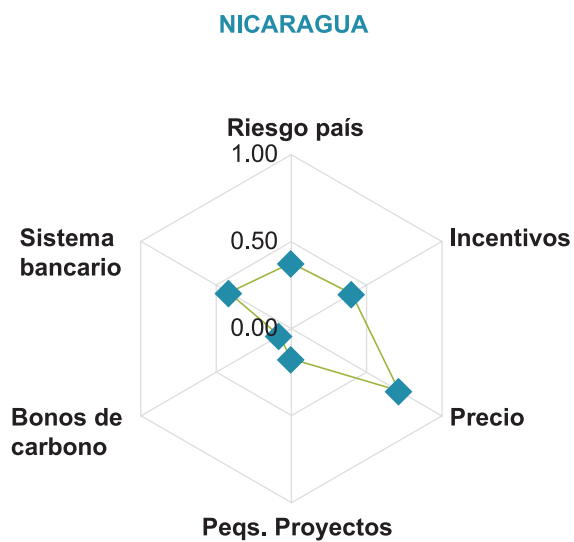 NICARAGUA
Riesgo país
1.00
Sistema
bancario
0.50
Incentivos
0.00
Bonos de
carbono
Precio
Peqs. Proyectos